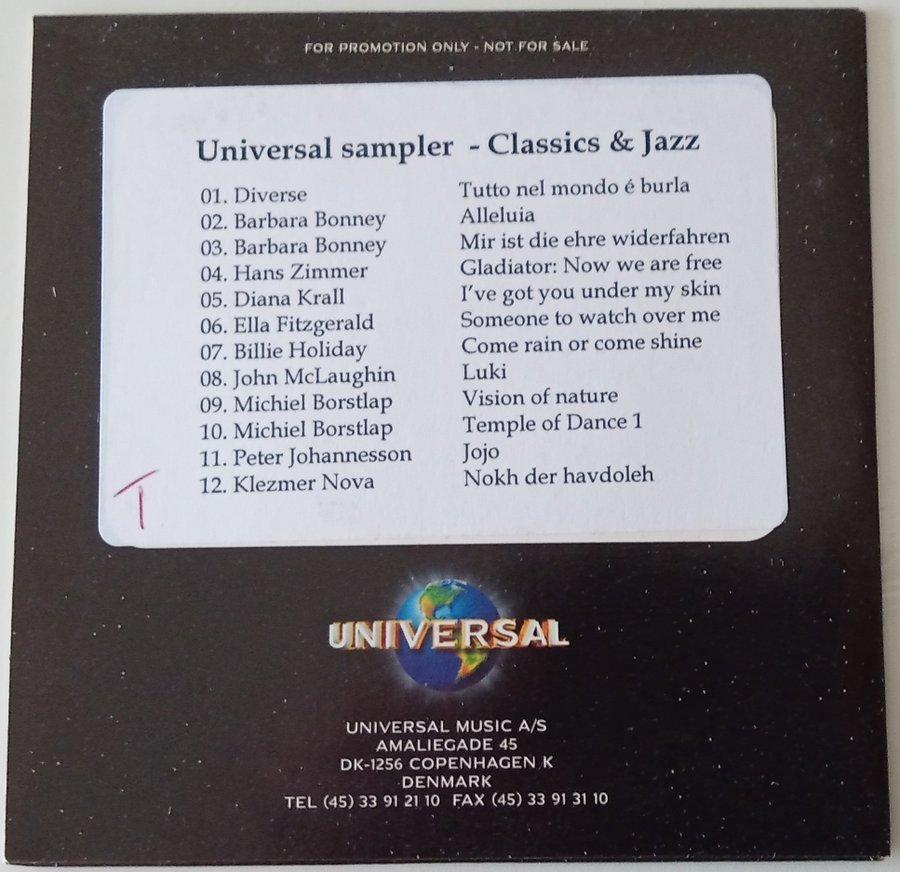 FOR PROMOTION ONLY - NOT FOR SALE
Universal sampler - Classics & Jazz
01. Diverse Tutto nel mondo é burla
02. Barbara Bonney Alleluia
03. Barbara Bonney Mir ist die ehre widerfahren
04. Hans Zimmer Gladiator: Now we are free
05. Diana Krall I've got you under my skin
06. Ella Fitzgerald Someone to watch over me
07. Billie Holiday Come rain or come shine
08. John McLaughin Luki
09. Michiel Borstlap Vision of nature
10. Michiel Borstlap Temple of Dance 1
11. Peter Johannesson Jojo
12. Klezmer Nova Nokh der havdoleh
T
UNIVERSAL
UNIVERSAL MUSIC A/S
AMALIEGADE 45
DK-1256 COPENHAGEN K
DENMARK
TEL (45) 33 91 21 10 FAX (45) 33 91 31 10